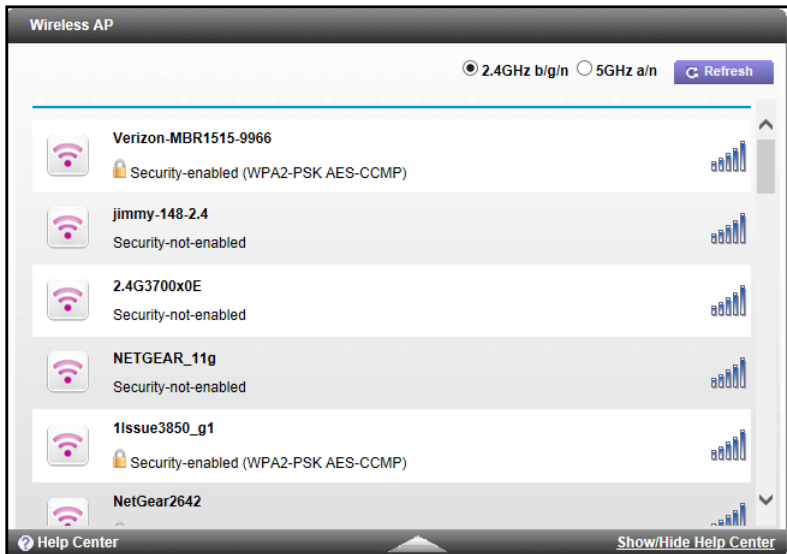 Wireless AP
2.4GHz b/g/n 5GHz a/n Refresh
Verizon-MBR1515-9966
Security-enabled (WPA2-PSK AES-CCMP)
jimmy-148-2.4
Security-not-enabled
2.4G3700x0E
Security-not-enabled
NETGEAR_11g
Security-not-enabled
1Issue3850_g1
Security-enabled (WPA2-PSK AES-CCMP)
NetGear2642
Help Center Show/Hide Help Center